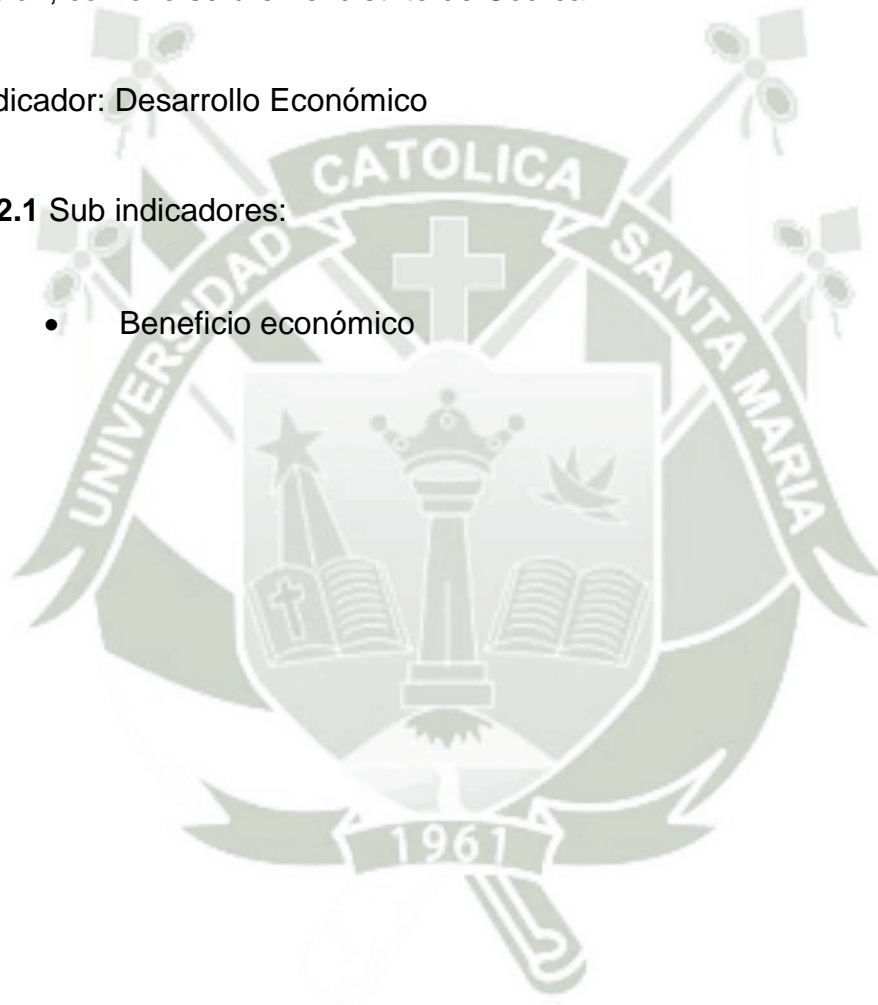 dicador: Desarrollo Económico
2.1 Sub indicadores:
• Beneficio económico
UNIVERSIDAD CATOLICA SANTA MARIA
1961